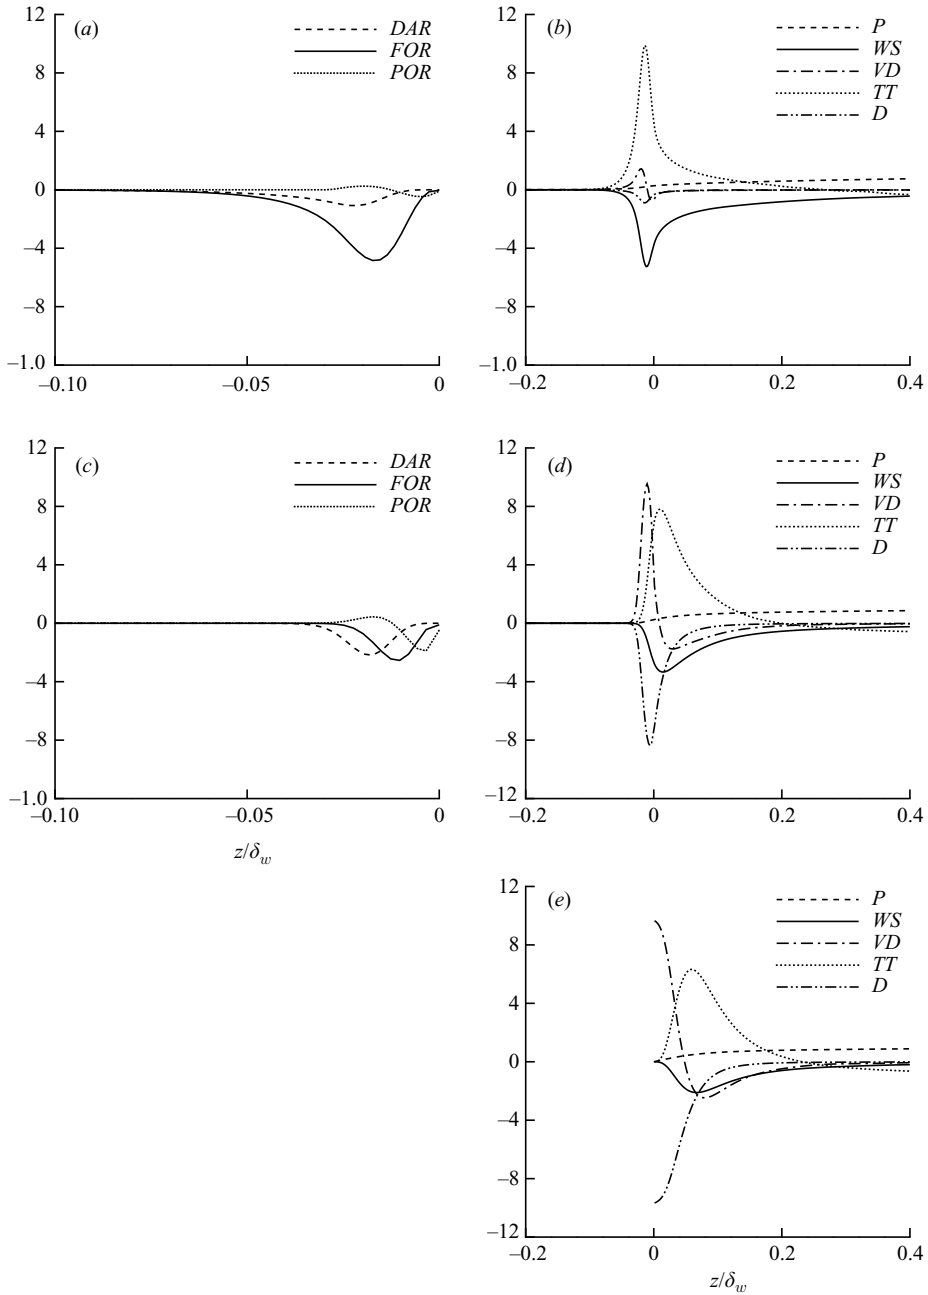 12
8
4
0
–4
–8
–1.0
–0.10
–0.05
0
(a)
DAR
FOR
POR
12
8
4
0
–4
–8
–1.0
–0.2
0
0.2
0.4
(b)
P
WS
VD
TT
D
12
8
4
0
–4
–8
–1.0
–0.10
–0.05
0
z/δw
(c)
DAR
FOR
POR
12
8
4
0
–4
–8
–12
–0.2
0
0.2
0.4
(d)
P
WS
VD
TT
D
12
8
4
0
–4
–8
–12
–0.2
0
0.2
0.4
z/δw
(e)
P
WS
VD
TT
D